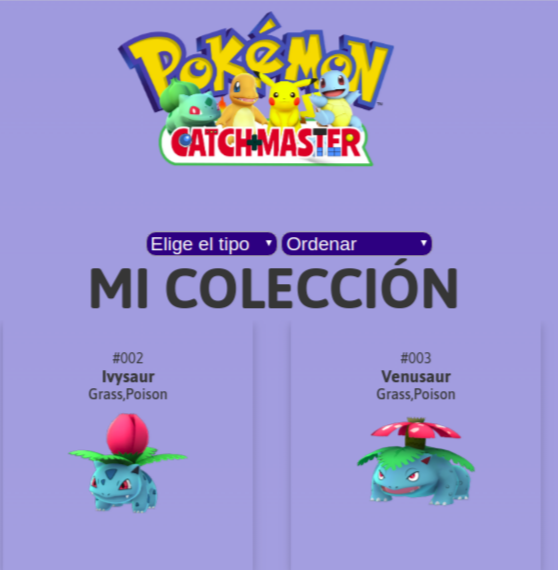 POKÉMON
CATCH+MASTER
Elige el tipo Ordenar
MI COLECCIÓN
#002
Ivysaur
Grass,Poison
#003
Venusaur
Grass,Poison